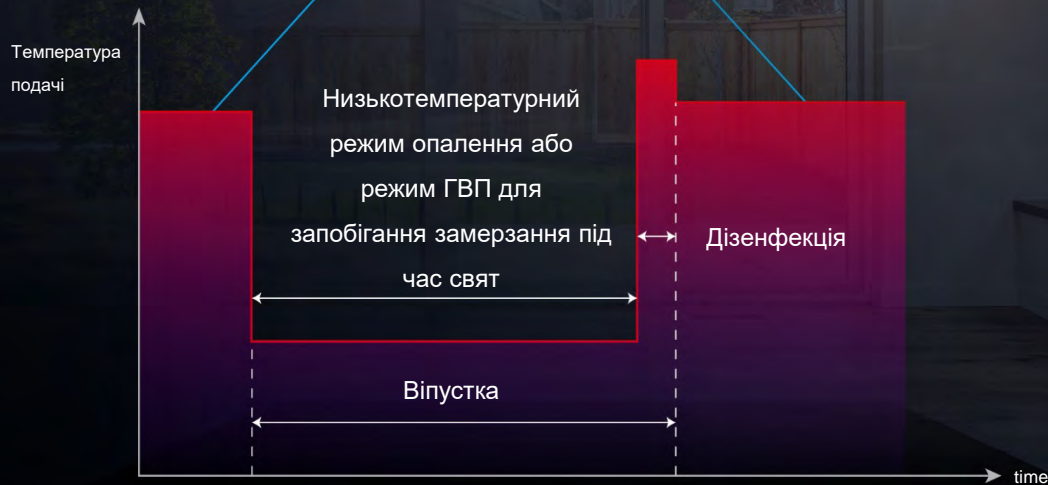 Температура
подачі
Низькотемпературний
режим опалення або
режим ГВП для
запобігання замерзання під
час свят
Дізенфекція
Віпустка
time